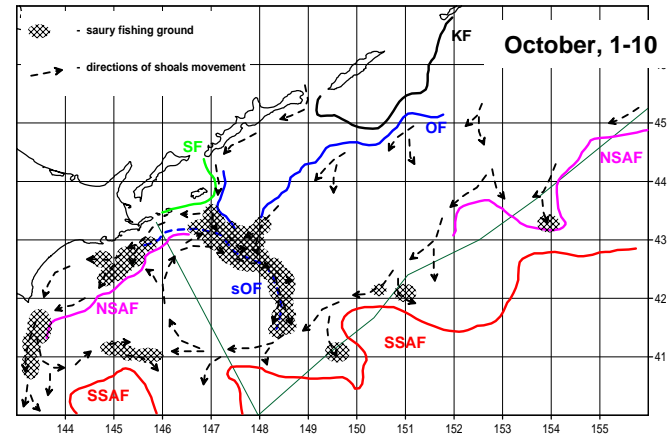 - saury fishing ground
- directions of shoals movement
October, 1-10
KF
OF
SF
NSAF
sOF
NSAF
SSAF
SSAF
45
44
43
42
41
144 145 146 147 148 149 150 151 152 153 154 155